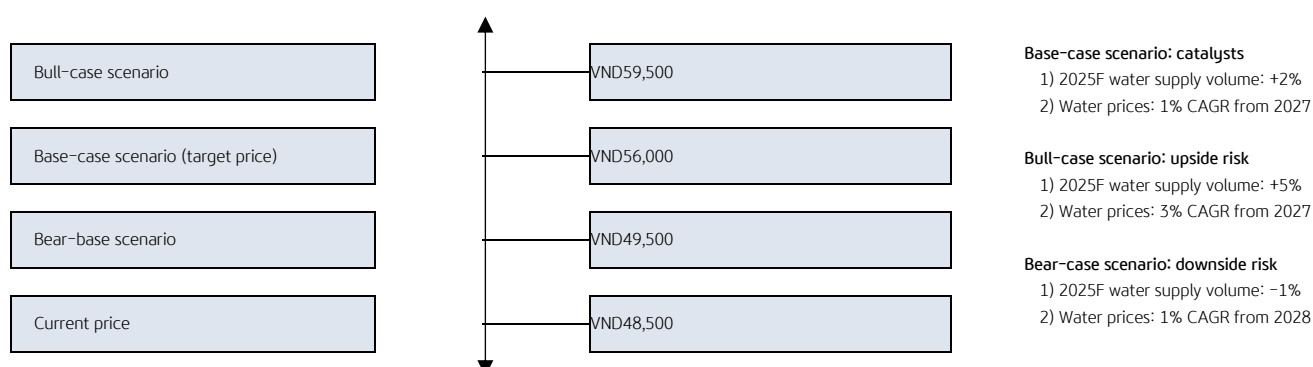 Bull-case scenario
VND59,500
Base-case scenario (target price)
VND56,000
Bear-base scenario
VND49,500
Current price
VND48,500
Base-case scenario: catalysts
1) 2025F water supply volume: +2%
2) Water prices: 1% CAGR from 2027
Bull-case scenario: upside risk
1) 2025F water supply volume: +5%
2) Water prices: 3% CAGR from 2027
Bear-case scenario: downside risk
1) 2025F water supply volume: -1%
2) Water prices: 1% CAGR from 2028